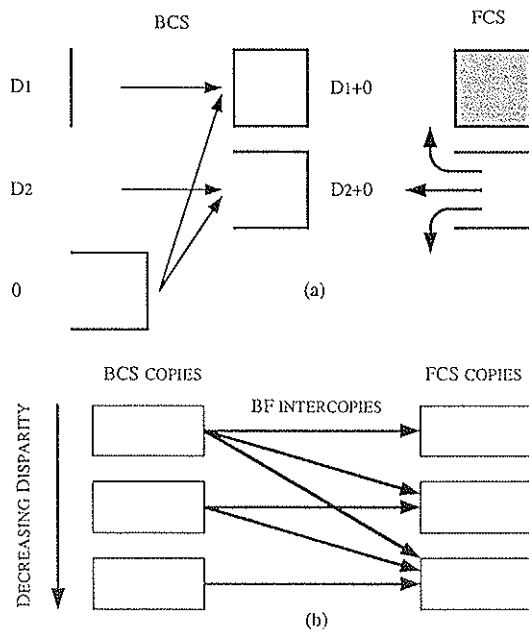 BCS
FCS
D1
D1+0
D2
D2+0
0
(a)
BCS COPIES
FCS COPIES
BF INTERCOPIES
DECREASING DISPARITY
(b)